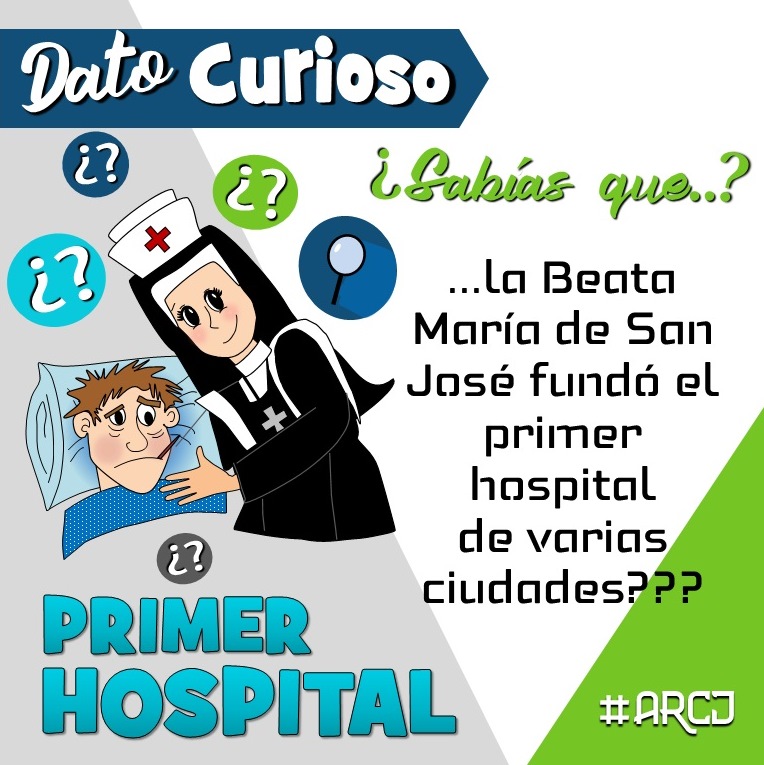 Dato Curioso
¿?
¿?
¿Sabías que..?
¿?
...la Beata
María de San
José fundó el
primer
hospital
de varias
ciudades???
¿?
PRIMER
HOSPITAL
#ARCJ